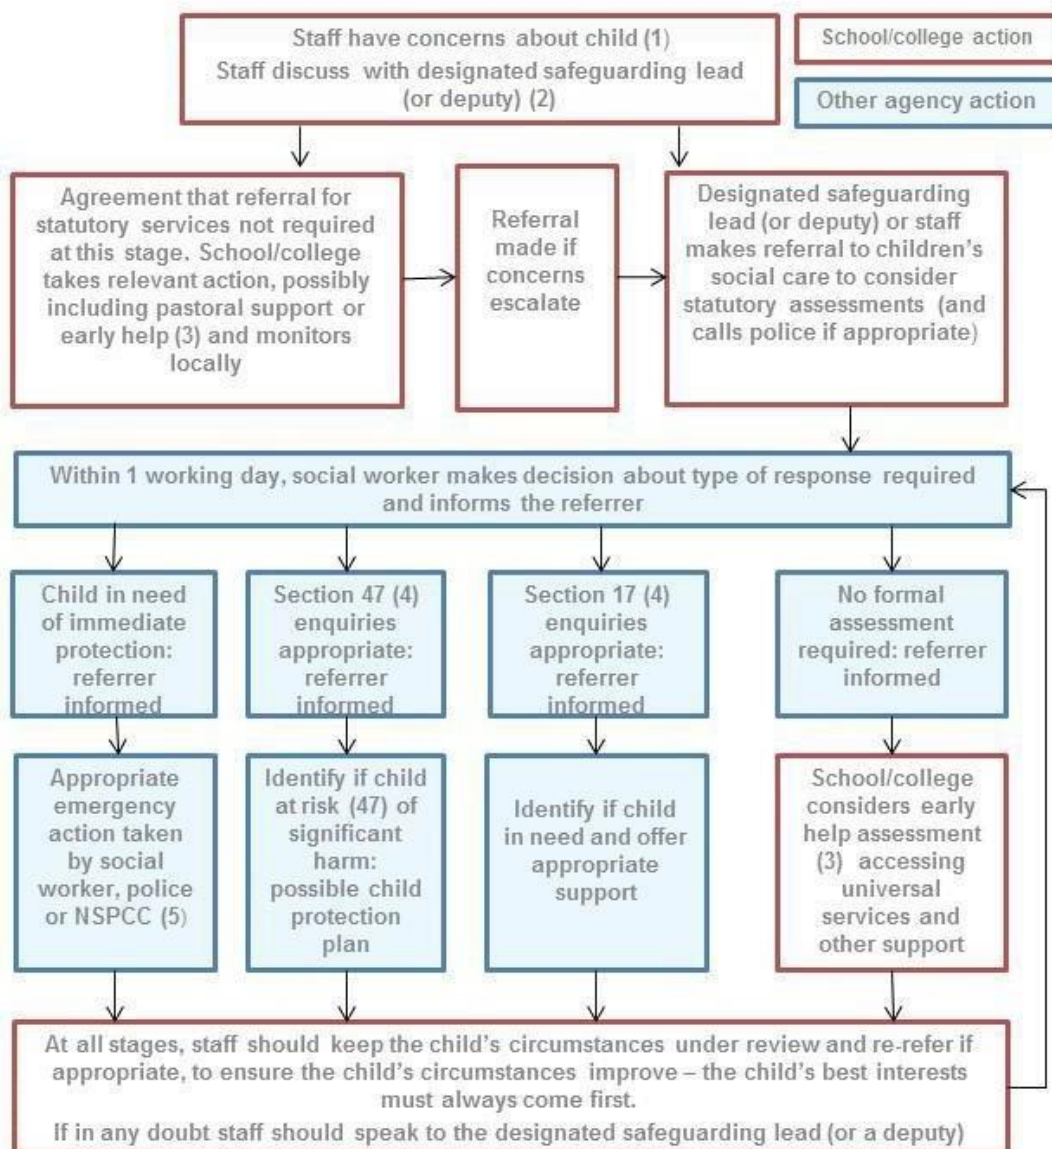 Staff have concerns about child (1)
Staff discuss with designated safeguarding lead
(or deputy) (2)
School/college action
Other agency action
Agreement that referral for
statutory services not required
at this stage. School/college
takes relevant action, possibly
including pastoral support or
early help (3) and monitors
locally
Referral
made if
concerns
escalate
Designated safeguarding
lead (or deputy) or staff
makes referral to children's
social care to consider
statutory assessments (and
calls police if appropriate)
Within 1 working day, social worker makes decision about type of response required
and informs the referrer
Child in need
of immediate
protection:
referrer
informed
Section 47 (4)
enquiries
appropriate:
referrer
informed
Section 17 (4)
enquiries
appropriate:
referrer
informed
No formal
assessment
required: referrer
informed
Appropriate
emergency
action taken
by social
worker, police
or NSPCC (5)
Identify if child
at risk (47) of
significant
harm:
possible child
protection
plan
Identify if child
in need and offer
appropriate
support
School/college
considers early
help assessment
(3) accessing
universal
services and
other support
At all stages, staff should keep the child's circumstances under review and re-refer if
appropriate, to ensure the child's circumstances improve – the child's best interests
must always come first.
If in any doubt staff should speak to the designated safeguarding lead (or a deputy)